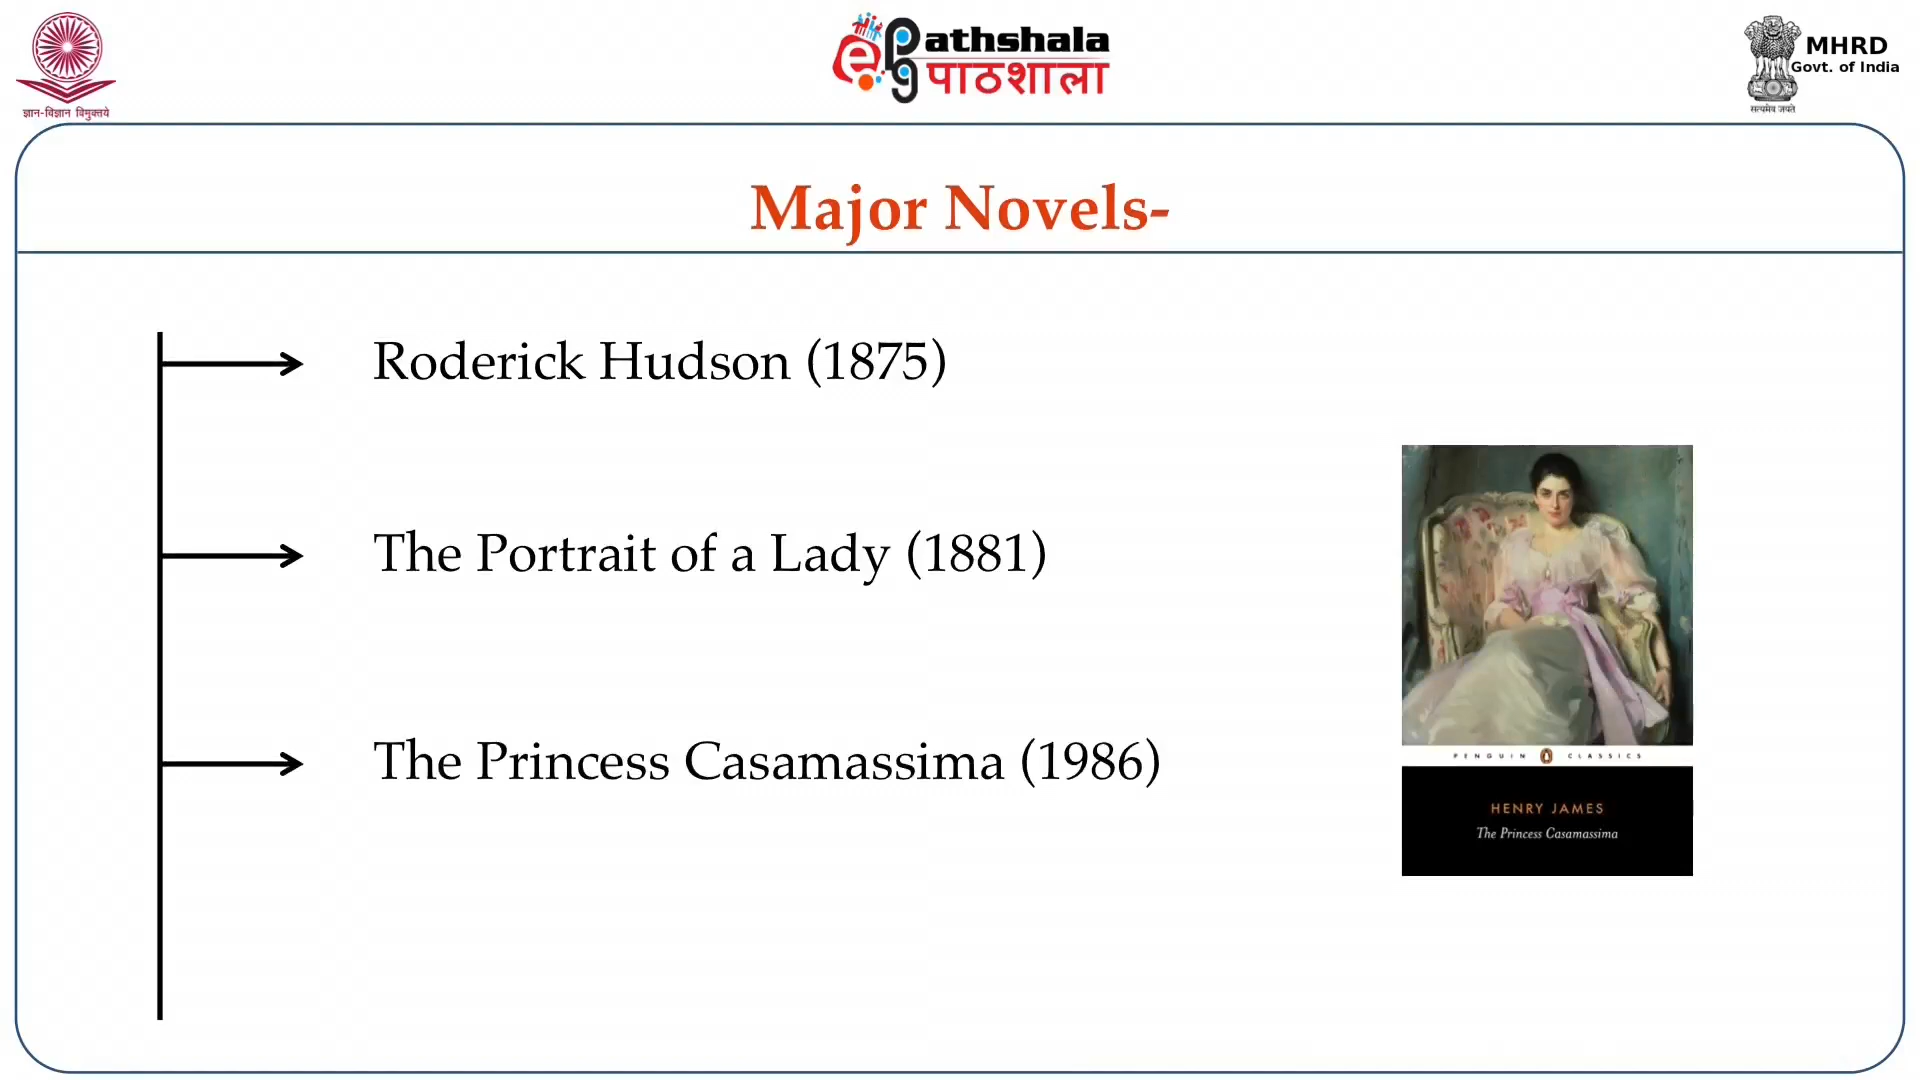 ज्ञान-विज्ञान विमुक्तये
ePathshala
पाठशाला
MHRD
Govt. of India
सत्यमेव जयते
Major Novels-
Roderick Hudson (1875)
The Portrait of a Lady (1881)
The Princess Casamassima (1986)
PENGUIN CLASSICS
HENRY JAMES
The Princess Casamassima